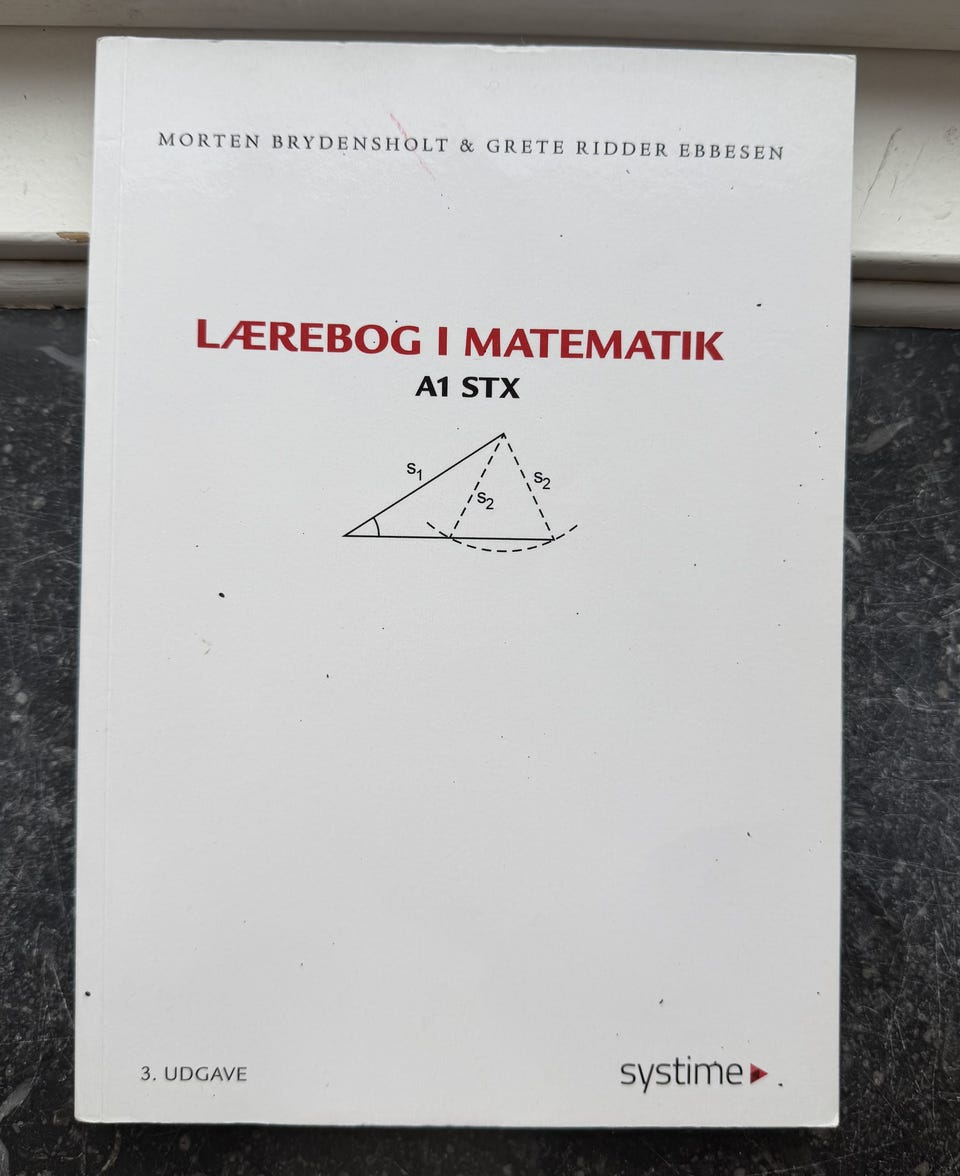 MORTEN BRYDENSHOLT & GRETE RIDDER EBBESEN
LÆREBOG I MATEMATIK
A1 STX
s1
s2
s2
3. UDGAVE
systime